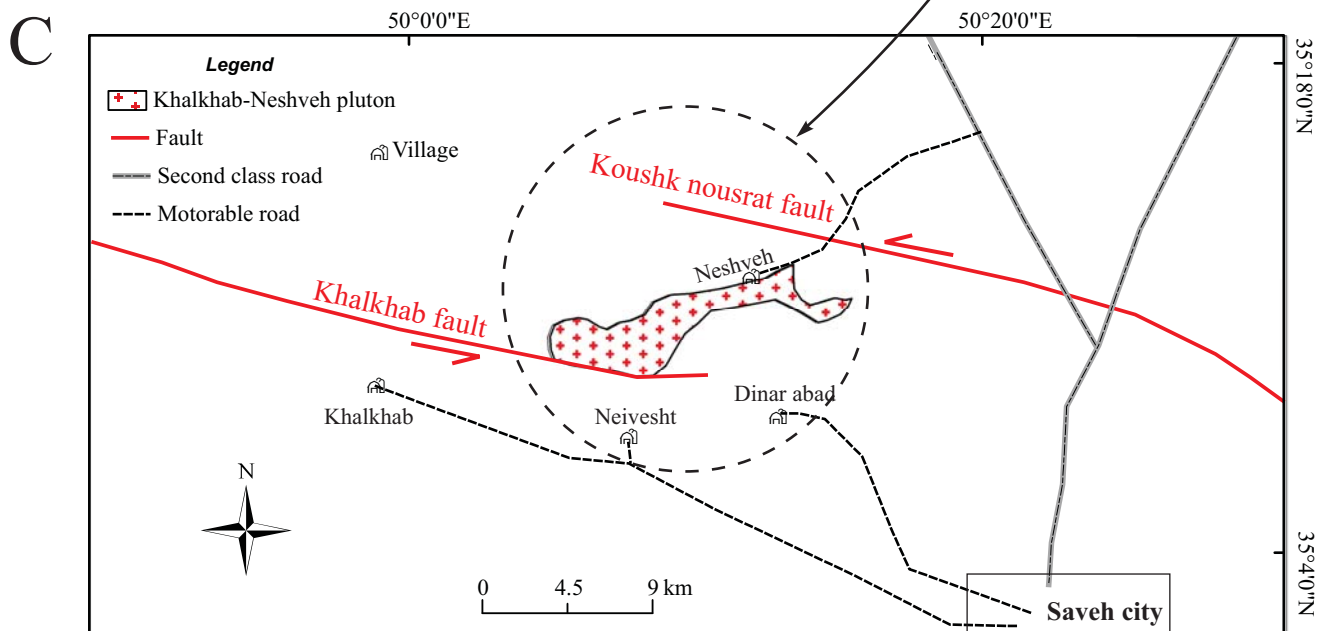 C
50°0'0"E
50°20'0"E
35°18'0"N
Legend
Khalkhab-Neshveh pluton
Fault
Village
Second class road
Motorable road
Koushk nousrat fault
Neshveh
Khalkhab fault
Khalkhab
Neivesht
Dinar abad
N
35°4'0"N
0 4.5 9 km
Saveh city